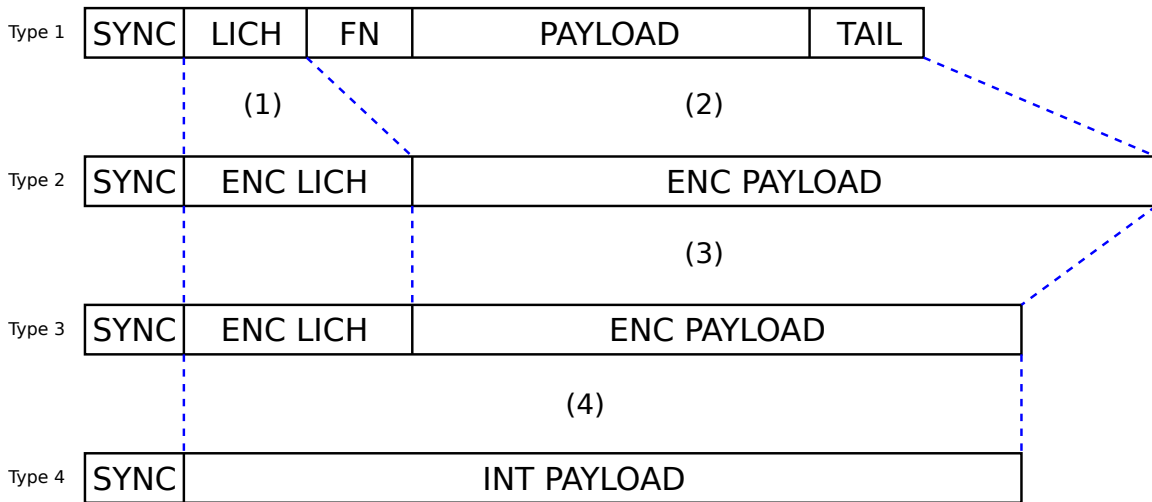 Type 1 SYNC LICH FN PAYLOAD TAIL
(1) (2)
Type 2 SYNC ENC LICH ENC PAYLOAD
(3)
Type 3 SYNC ENC LICH ENC PAYLOAD
(4)
Type 4 SYNC INT PAYLOAD